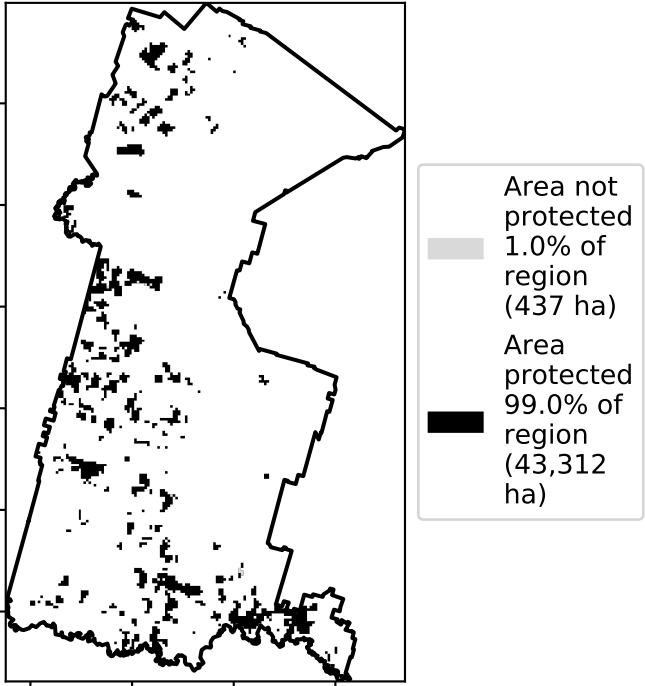 Area not
protected
1.0% of
region
(437 ha)
Area
protected
99.0% of
region
(43,312
ha)